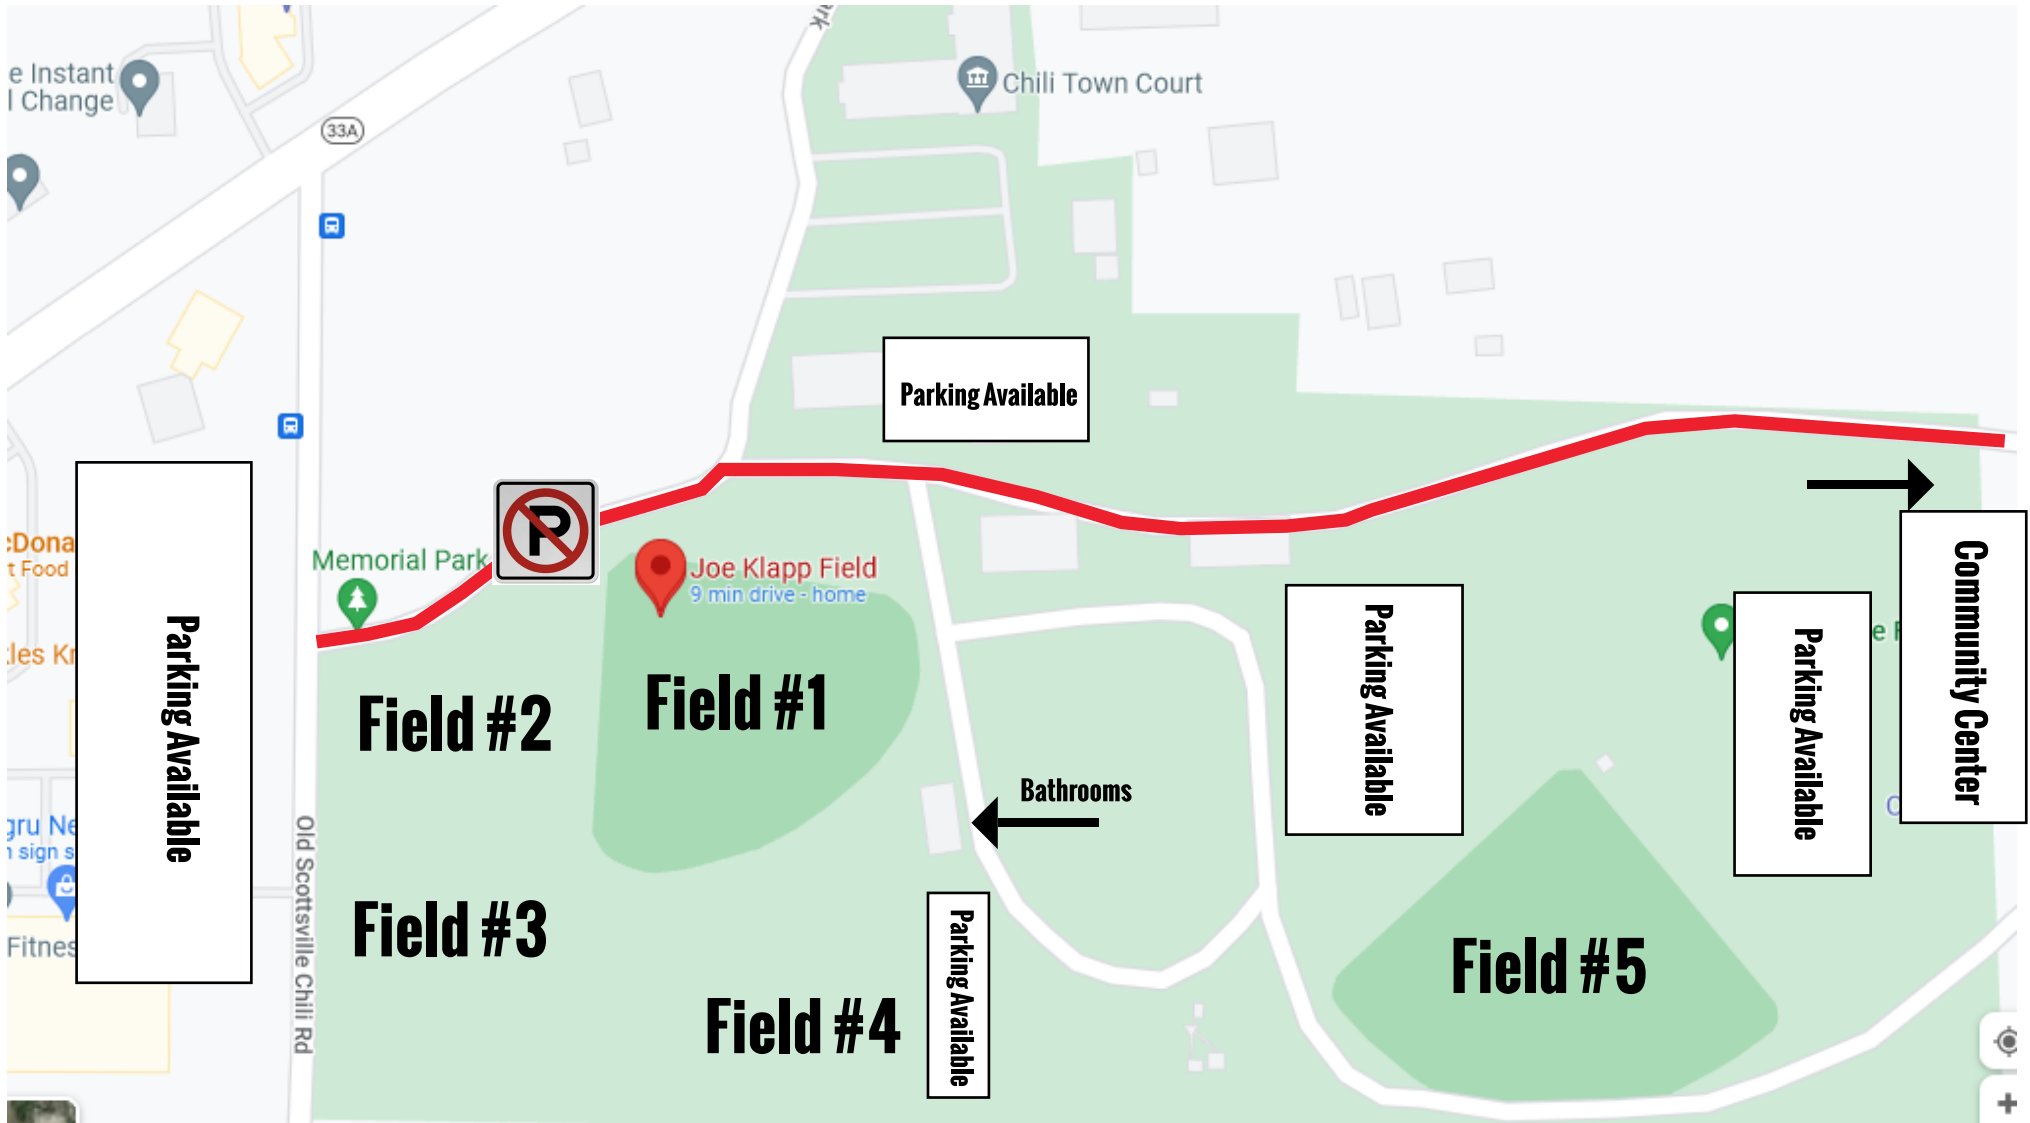 e Instant
l Change
33A
Chili Town Court
Parking Available
Memorial Park
P
Joe Klapp Field
9 min drive - home
Field #1
Field #2
Parking Available
Dona
t Food
les Kr
gru Ne
n sign s
Fitnes
Old Scottsville Chili Rd
Field #3
Field #4
Bathrooms
Parking Available
Parking Available
Parking Available
Community Center
e F
Field #5